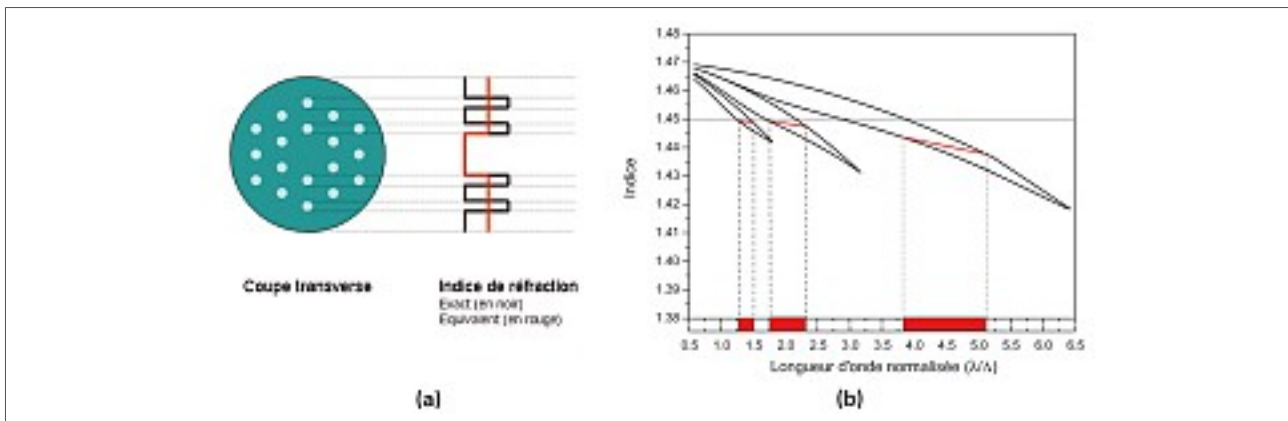 Coupe transverse
Indice de réfraction
Exact (en noir)
Equivalent (en rouge)
(a)
1.48
1.47
1.46
1.45
1.44
1.43
1.42
1.41
1.40
1.39
1.38
Indice
0.5 1.0 1.5 2.0 2.5 3.0 3.5 4.0 4.5 5.0 5.5 6.0 6.5
Longueur d'onde normalisée (λ/Λ)
(b)